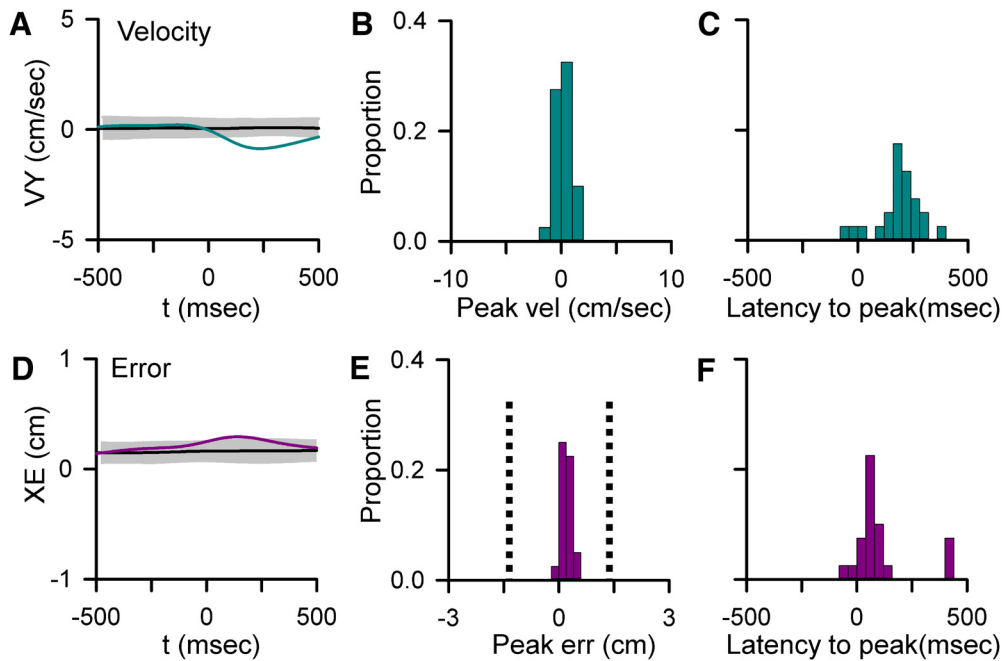 A
Velocity
5
0
-5
VY (cm/sec)
-500
0
500
t (msec)
B
0.4
0.2
0.0
Proportion
-10
0
10
Peak vel (cm/sec)
C
-500
0
500
Latency to peak(msec)
D
Error
1
0
-1
XE (cm)
-500
0
500
t (msec)
E
0.4
0.2
0.0
Proportion
-3
0
3
Peak err (cm)
F
-500
0
500
Latency to peak(msec)